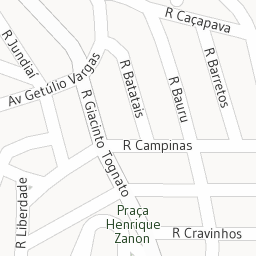 R Caçapava
R Jundiaí
Av Getúlio Vargas
R Batatais
R Bauru
R Barretos
R Giacinto Tognato
R Campinas
R Liberdade
Praça
Henrique
Zanon
R Cravinhos